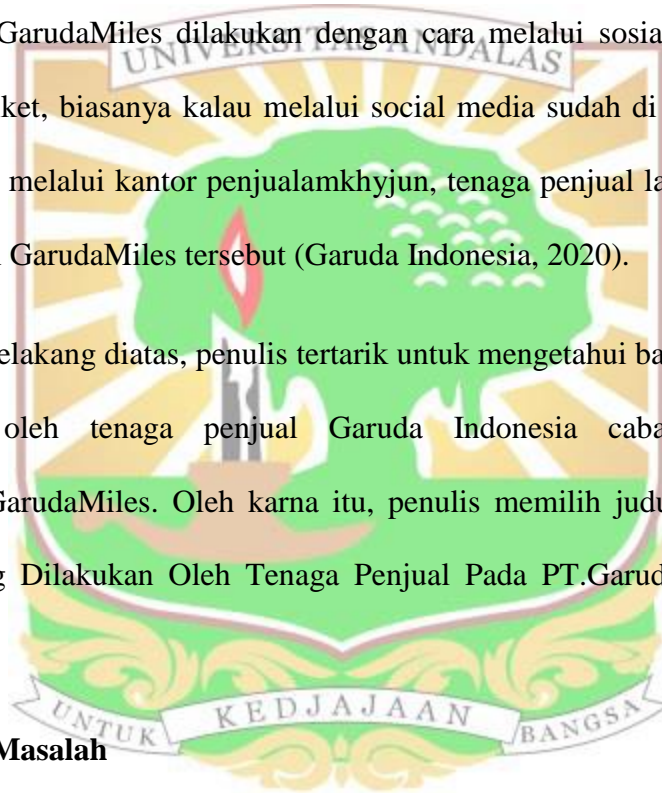 GarudaMiles dilakukan dengan cara melalui sosia
UNIVERSITAS ANDALAS
ket, biasanya kalau melalui social media sudah di
melalui kantor penjualamkhyjun, tenaga penjual la
GarudaMiles tersebut (Garuda Indonesia, 2020).
elakang diatas, penulis tertarik untuk mengetahui ba
oleh tenaga penjual Garuda Indonesia caba
GarudaMiles. Oleh karna itu, penulis memilih judu
g Dilakukan Oleh Tenaga Penjual Pada PT.Garud
UNTUK KEDJAJAAN BANGSA
Masalah